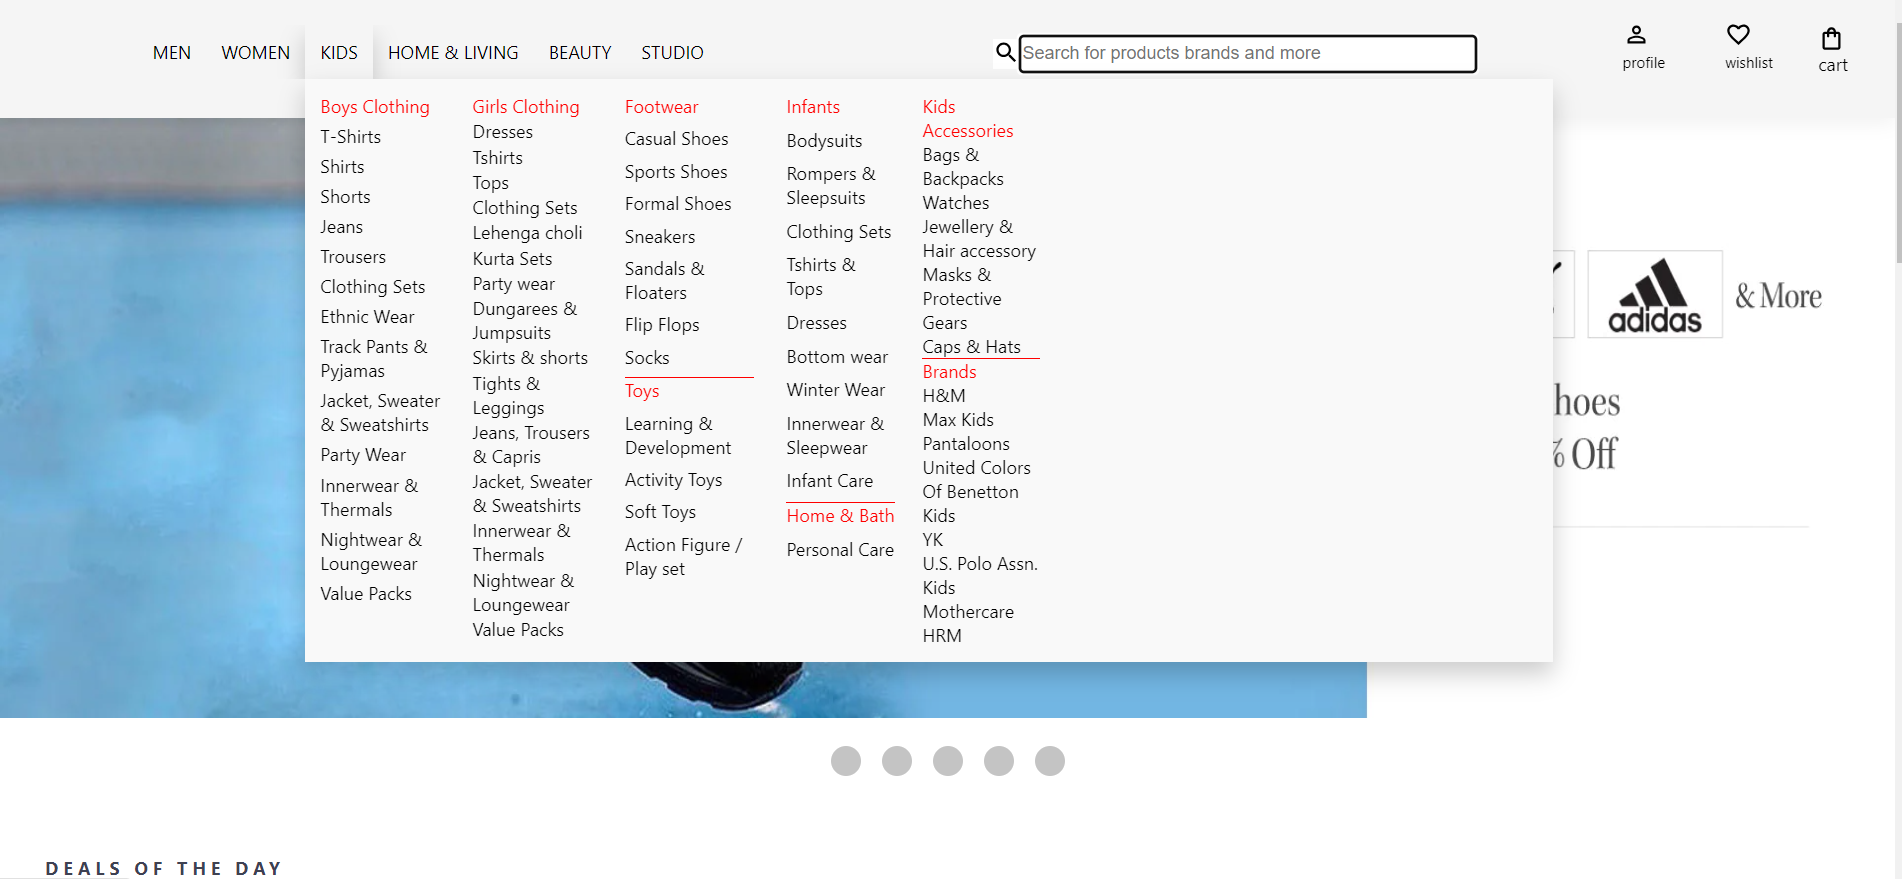 MEN WOMEN KIDS HOME & LIVING BEAUTY STUDIO
Search for products brands and more
profile
wishlist
cart
Boys Clothing
T-Shirts
Shirts
Shorts
Jeans
Trousers
Clothing Sets
Ethnic Wear
Track Pants &
Pyjamas
Jacket, Sweater
& Sweatshirts
Party Wear
Innerwear &
Thermals
Nightwear &
Loungewear
Value Packs
Girls Clothing
Dresses
Tshirts
Tops
Clothing Sets
Lehenga choli
Kurta Sets
Party wear
Dungarees &
Jumpsuits
Skirts & shorts
Tights &
Leggings
Jeans, Trousers
& Capris
Jacket, Sweater
& Sweatshirts
Innerwear &
Thermals
Nightwear &
Loungewear
Value Packs
Footwear
Casual Shoes
Sports Shoes
Formal Shoes
Sneakers
Sandals &
Floaters
Flip Flops
Socks
Toys
Learning &
Development
Activity Toys
Soft Toys
Action Figure /
Play set
Infants
Bodysuits
Rompers &
Sleepsuits
Clothing Sets
Tshirts &
Tops
Dresses
Bottom wear
Winter Wear
Innerwear &
Sleepwear
Infant Care
Home & Bath
Personal Care
Kids
Accessories
Bags &
Backpacks
Watches
Jewellery &
Hair accessory
Masks &
Protective
Gears
Caps & Hats
Brands
H&M
Max Kids
Pantaloons
United Colors
Of Benetton
Kids
YK
U.S. Polo Assn.
Kids
Mothercare
HRM
adidas
& More
hoes
% Off
DEALS OF THE DAY